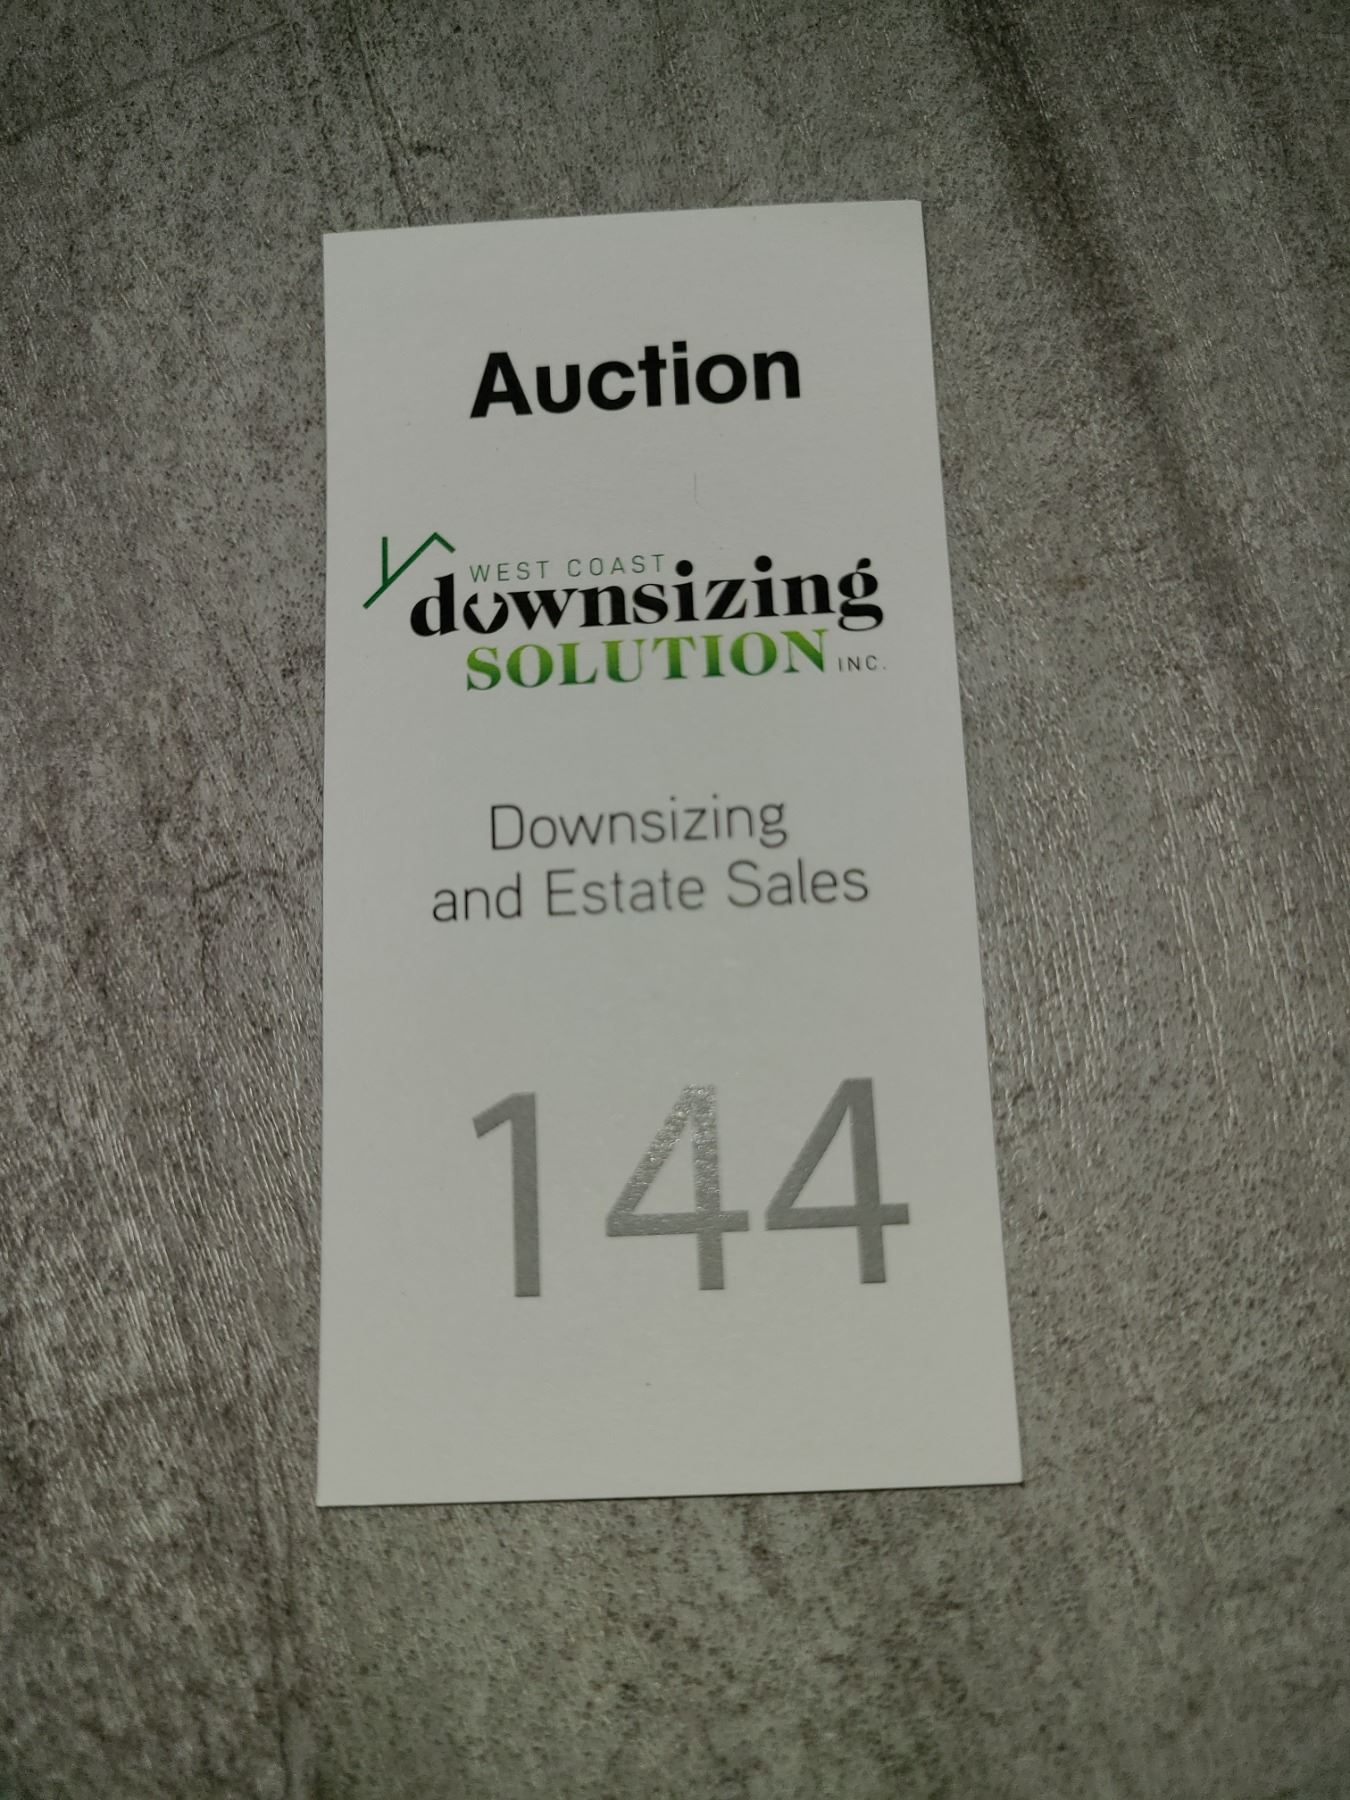 Auction
WEST COAST
downsizing
SOLUTION INC.
Downsizing
and Estate Sales
144